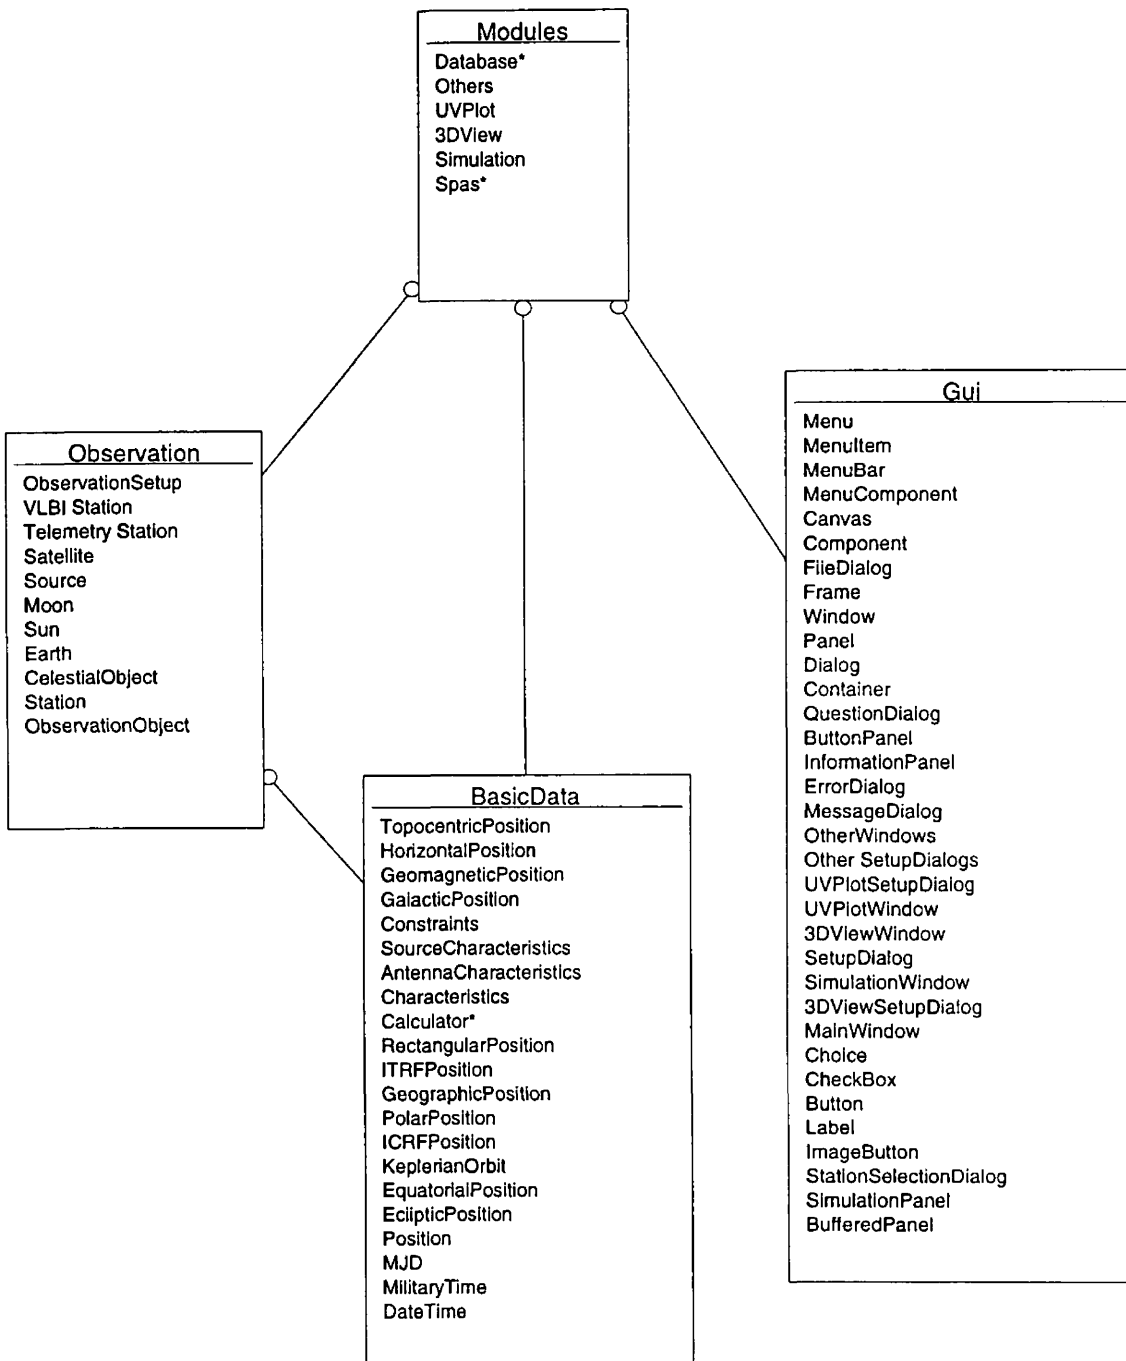 Modules
Database*
Others
UVPlot
3DView
Simulation
Spas*
Observation
ObservationSetup
VLBI Station
Telemetry Station
Satellite
Source
Moon
Sun
Earth
CelestialObject
Station
ObservationObject
BasicData
TopocentricPosition
HorizontalPosition
GeomagneticPosition
GalacticPosition
Constraints
SourceCharacteristics
AntennaCharacteristics
Characteristics
Calculator*
RectangularPosition
ITRFPosition
GeographicPosition
PolarPosition
ICRFPosition
KeplerianOrbit
EquatorialPosition
EclipticPosition
Position
MJD
MilitaryTime
DateTime
Gui
Menu
MenuItem
MenuBar
MenuComponent
Canvas
Component
FileDialog
Frame
Window
Panel
Dialog
Container
QuestionDialog
ButtonPanel
InformationPanel
ErrorDialog
MessageDialog
OtherWindows
Other SetupDialogs
UVPlotSetupDialog
UVPlotWindow
3DViewWindow
SetupDialog
SimulationWindow
3DViewSetupDialog
MainWindow
Choice
CheckBox
Button
Label
ImageButton
StationSelectionDialog
SimulationPanel
BufferedPanel